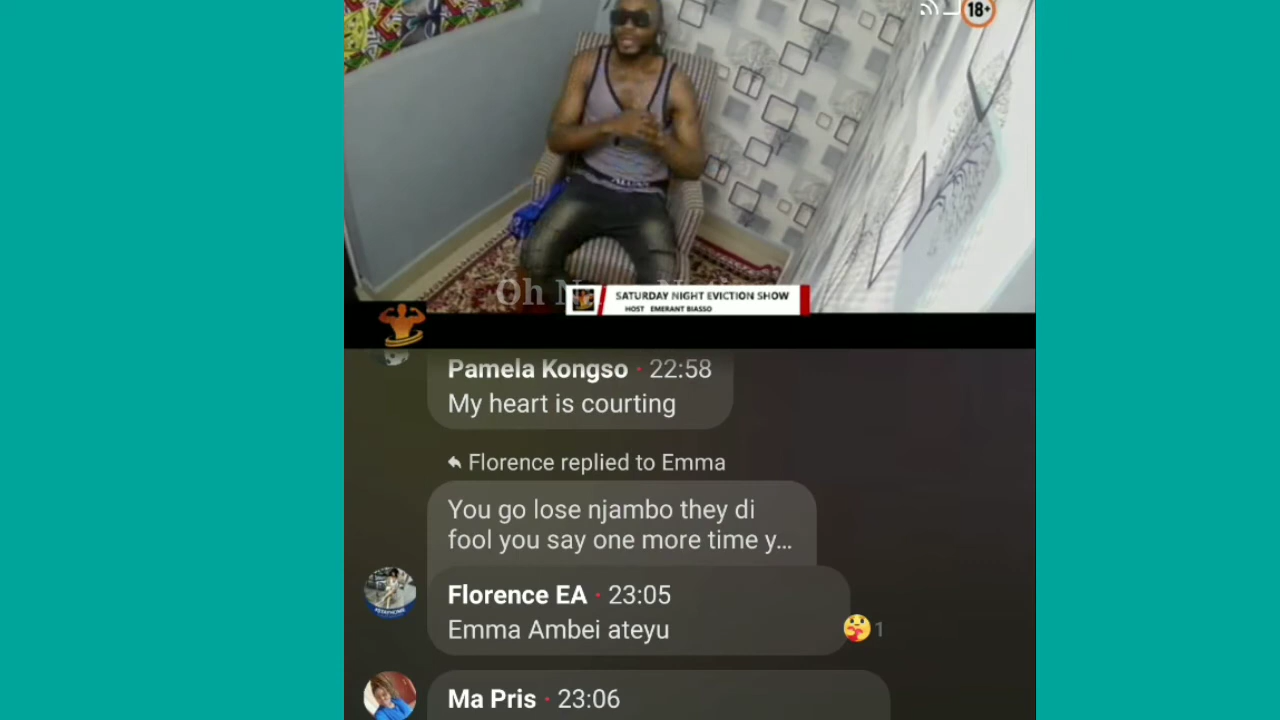 18+
Oh N
SATURDAY NIGHT EVICTION SHOW
HOST EMERANT BIASSO
Pamela Kongso · 22:58
My heart is courting
Florence replied to Emma
You go lose njambo they di
fool you say one more time y...
Florence EA · 23:05
Emma Ambei ateyu
1
Ma Pris · 23:06